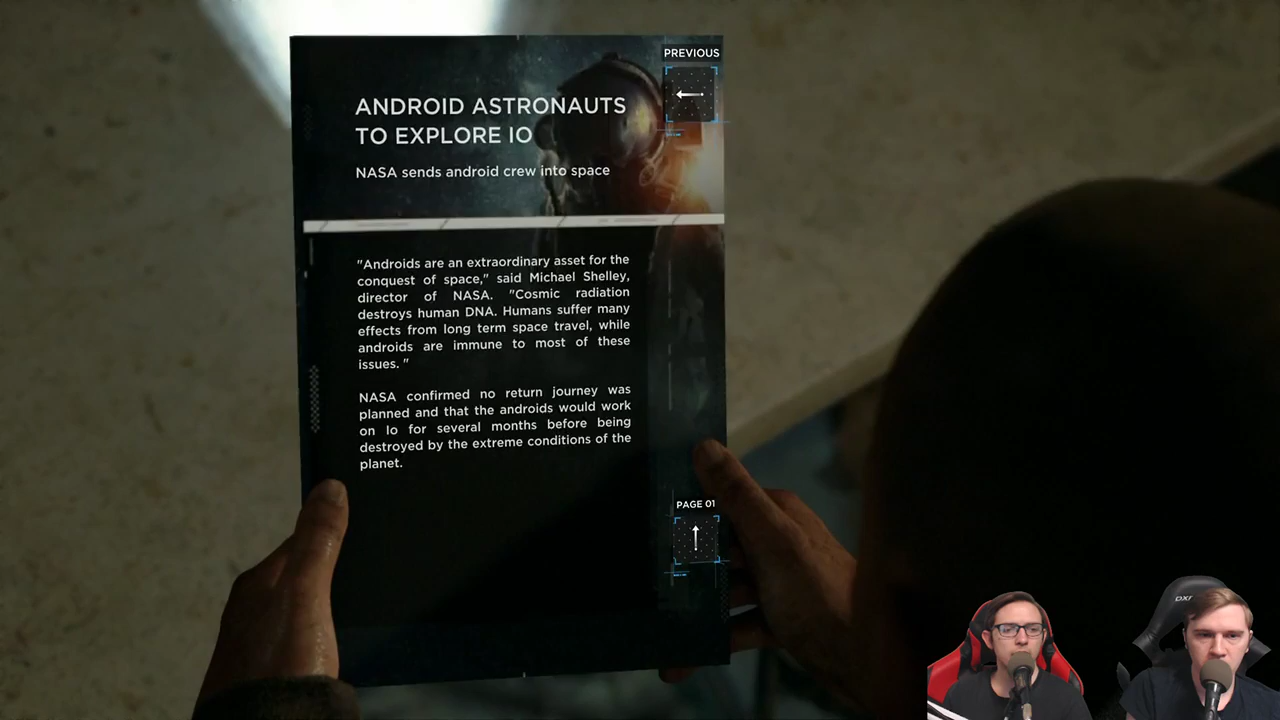 PREVIOUS
ANDROID ASTRONAUTS
TO EXPLORE IO
NASA sends android crew into space
"Androids are an extraordinary asset for the
conquest of space," said Michael Shelley,
director of NASA. "Cosmic radiation
destroys human DNA. Humans suffer many
effects from long term space travel, while
androids are immune to most of these
issues. "
NASA confirmed no return journey was
planned and that the androids would work
on Io for several months before being
destroyed by the extreme conditions of the
planet.
PAGE 01